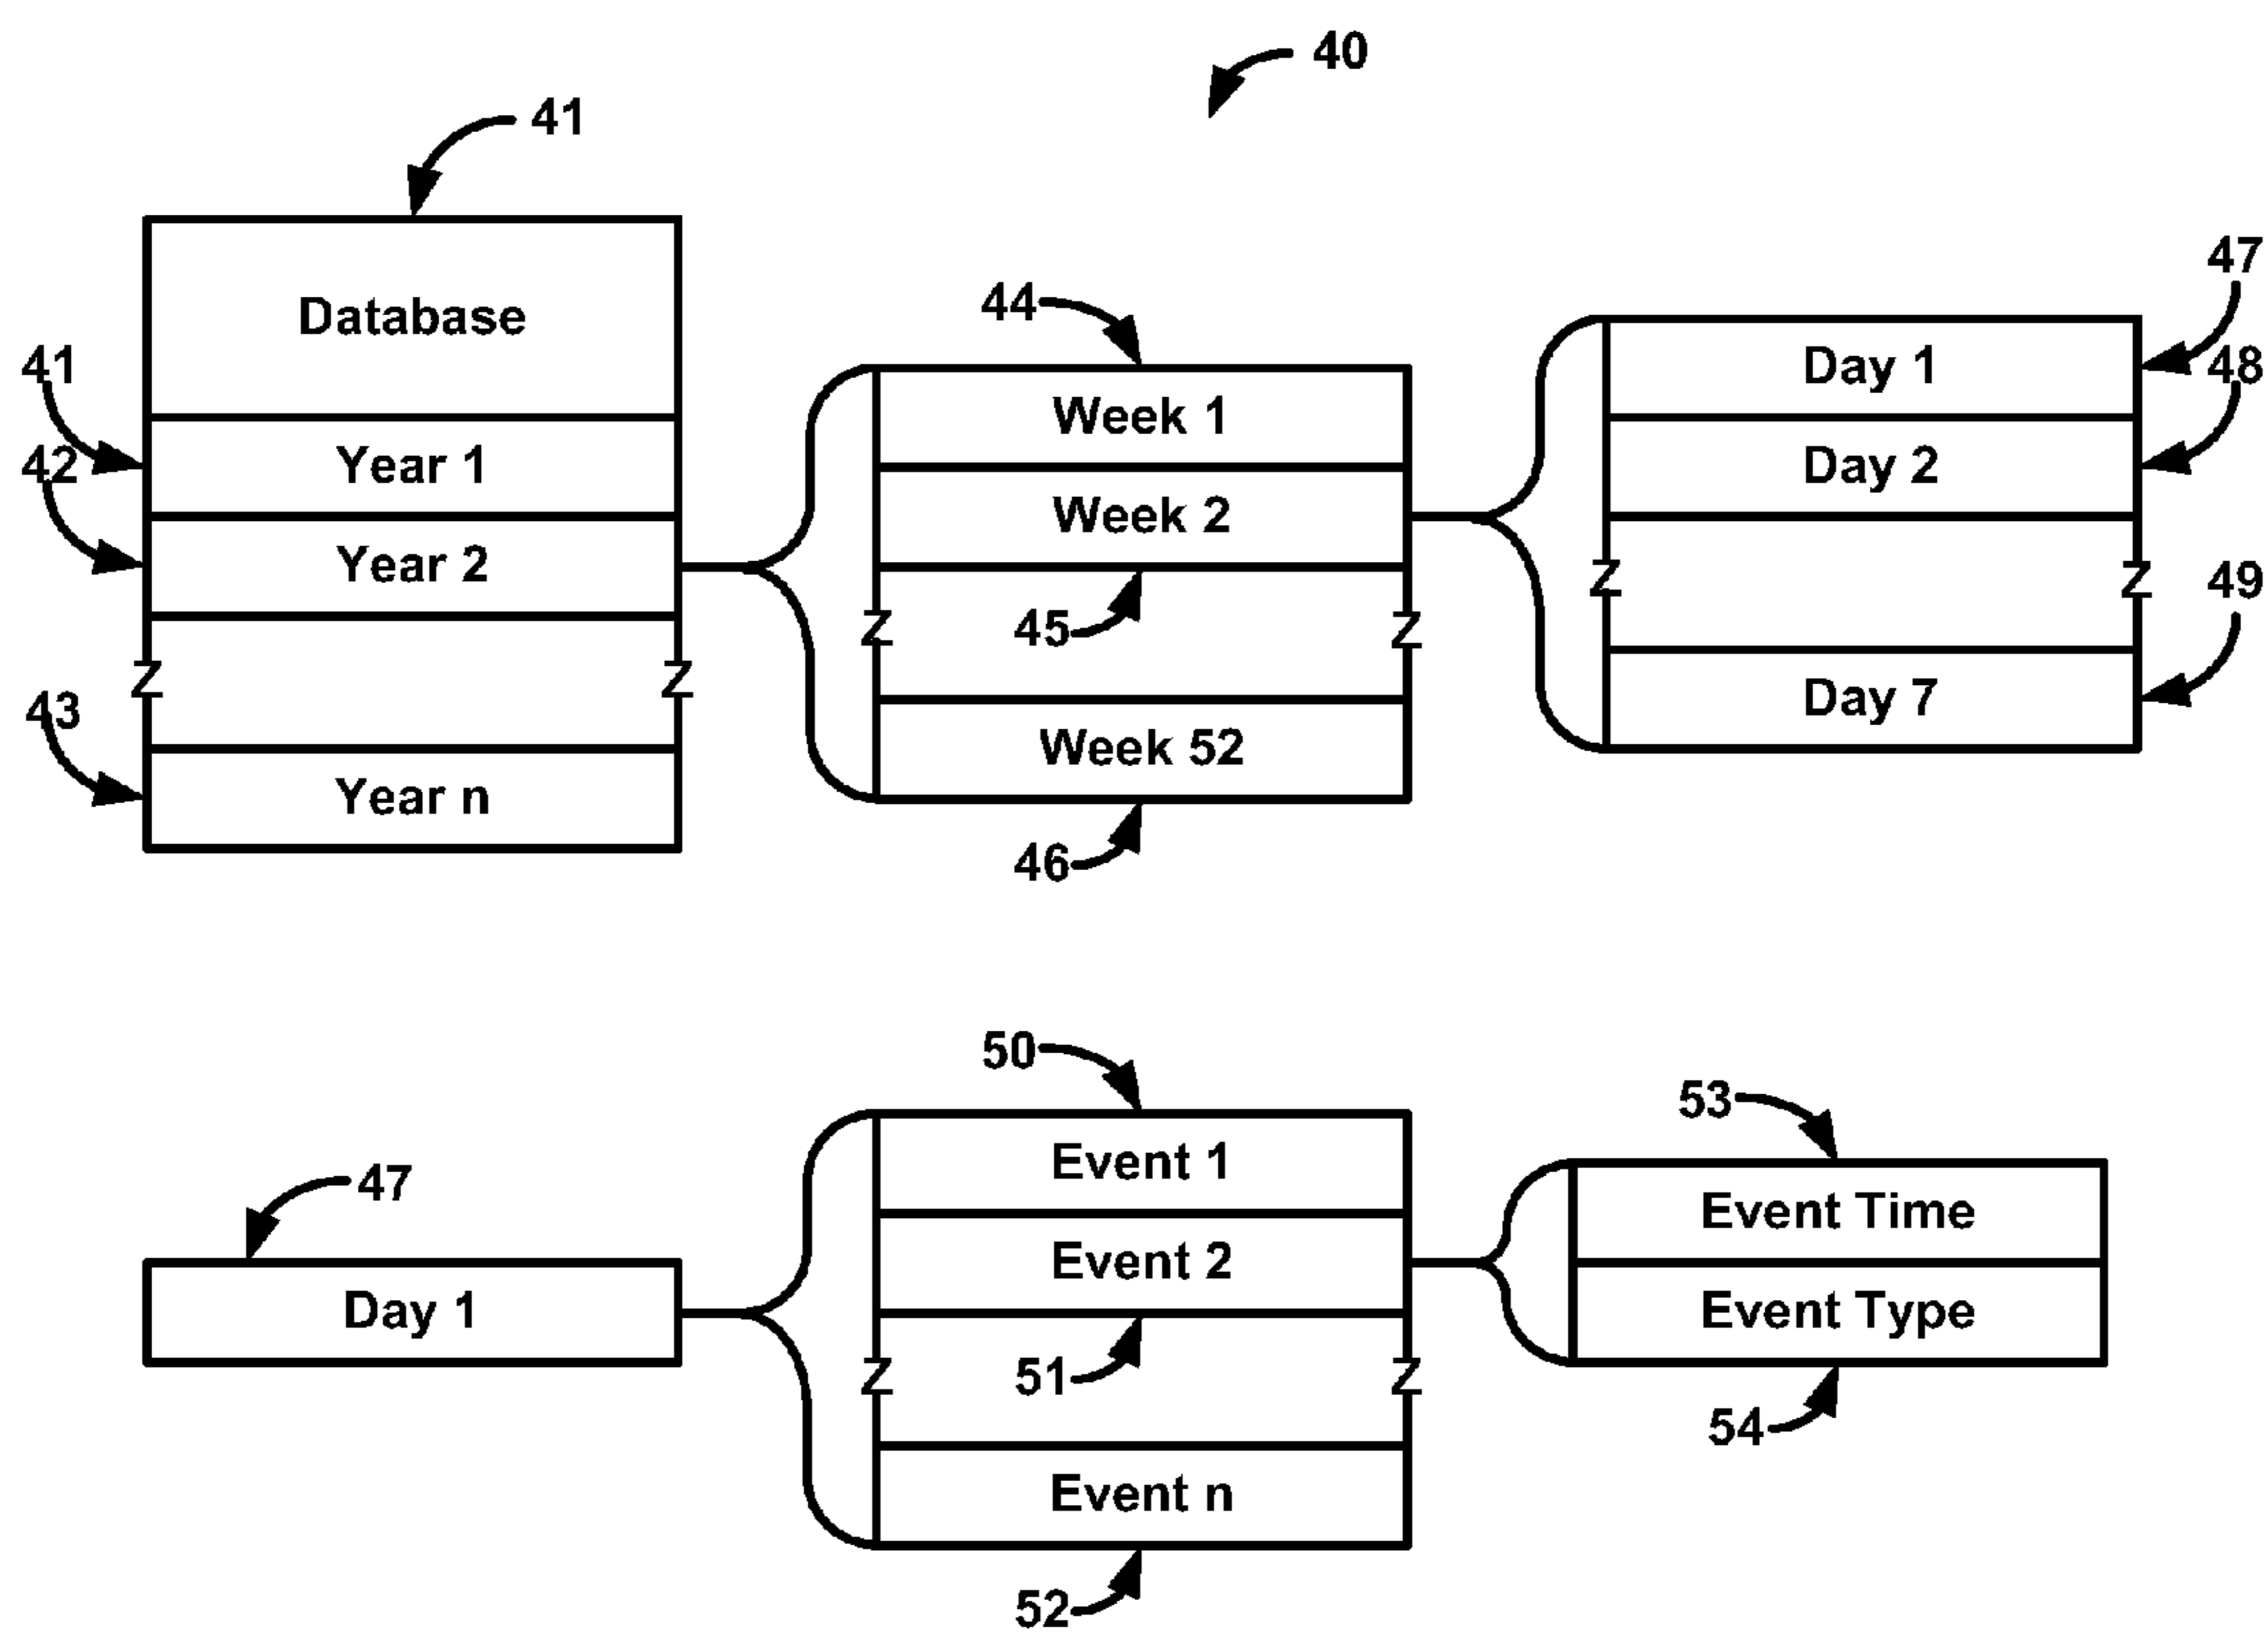 40
41
Database
41
Year 1
42
Year 2
Z
Z
43
Year n
44
Week 1
Week 2
45
Z
Z
Week 52
46
47
Day 1
48
Day 2
Z
Z
49
Day 7
47
Day 1
50
Event 1
Event 2
51
Z
Z
Event n
52
53
Event Time
Event Type
54